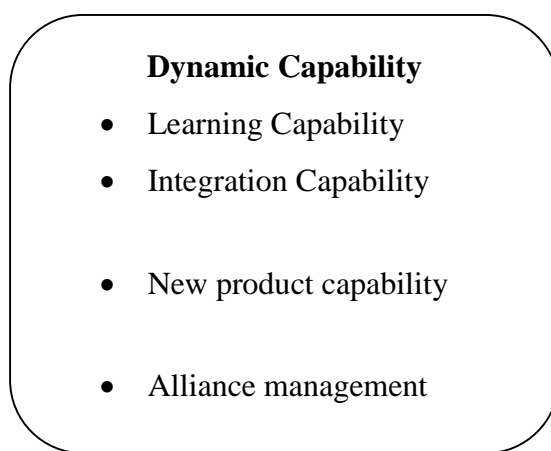 Dynamic Capability
• Learning Capability
• Integration Capability
• New product capability
• Alliance management